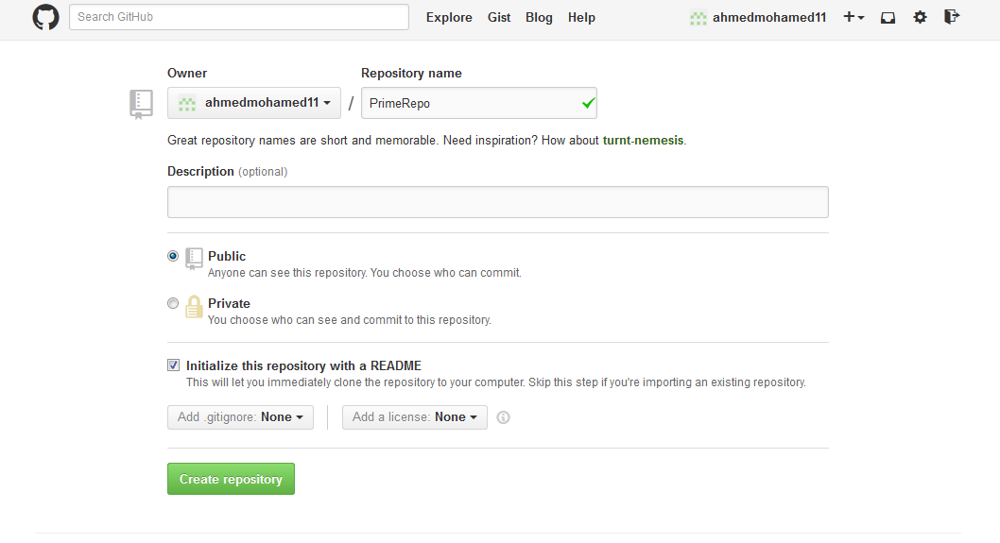 Search GitHub Explore Gist Blog Help ahmedmohamed11
Owner Repository name
ahmedmohamed11 / PrimeRepo
Great repository names are short and memorable. Need inspiration? How about turnt-nemesis.
Description (optional)
Public
Anyone can see this repository. You choose who can commit.
Private
You choose who can see and commit to this repository.
Initialize this repository with a README
This will let you immediately clone the repository to your computer. Skip this step if you're importing an existing repository.
Add .gitignore: None Add a license: None
Create repository